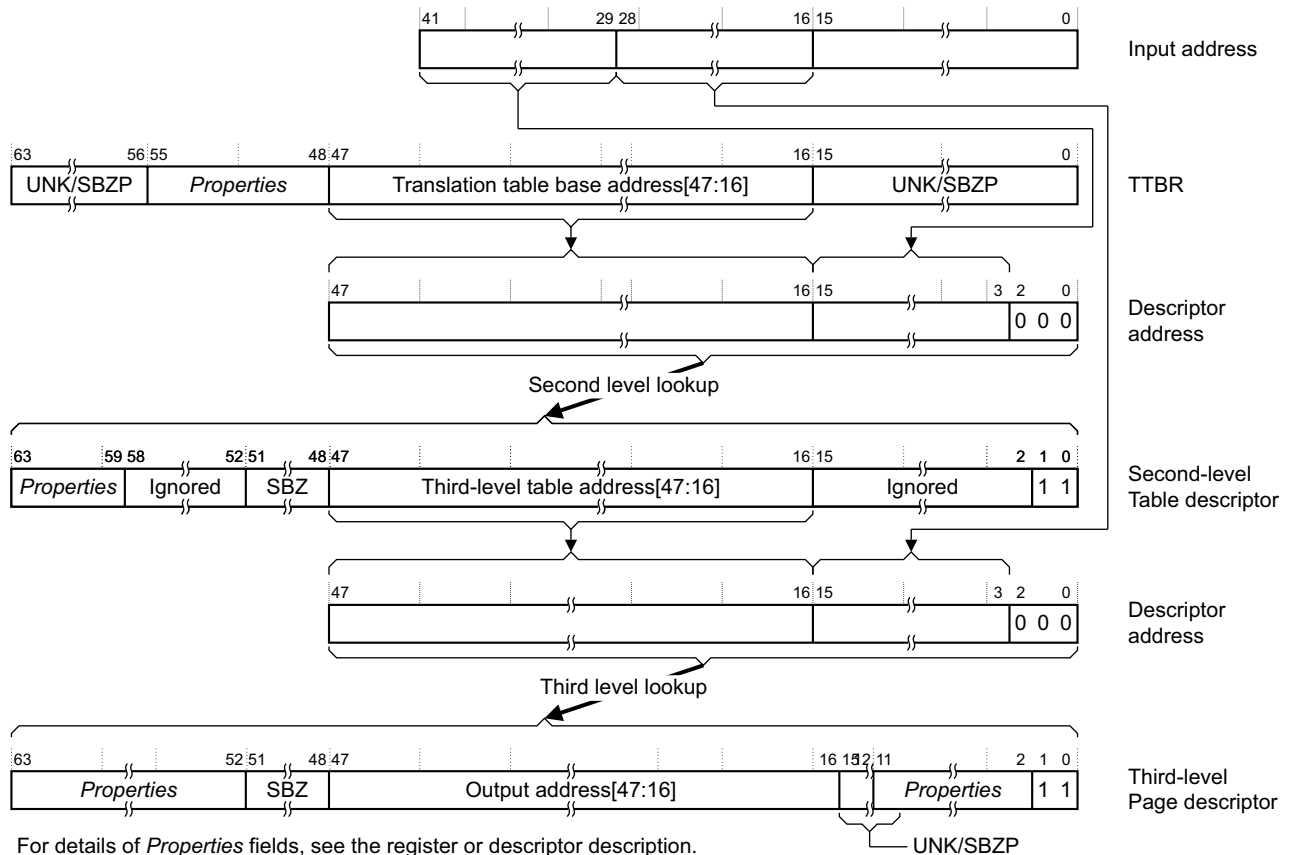 41 29 28 16 15 0
Input address
63 56 55 48 47 16 15 0
UNK/SBZP Properties Translation table base address[47:16] UNK/SBZP
TTBR
47 16 15 3 2 0
0 0 0
Descriptor
address
Second level lookup
63 59 58 52 51 48 47 16 15 2 1 0
Properties Ignored SBZ Third-level table address[47:16] Ignored 1 1
Second-level
Table descriptor
47 16 15 3 2 0
0 0 0
Descriptor
address
Third level lookup
63 52 51 48 47 16 15 12 11 2 1 0
Properties SBZ Output address[47:16] Properties 1 1
Third-level
Page descriptor
For details of Properties fields, see the register or descriptor description.
UNK/SBZP